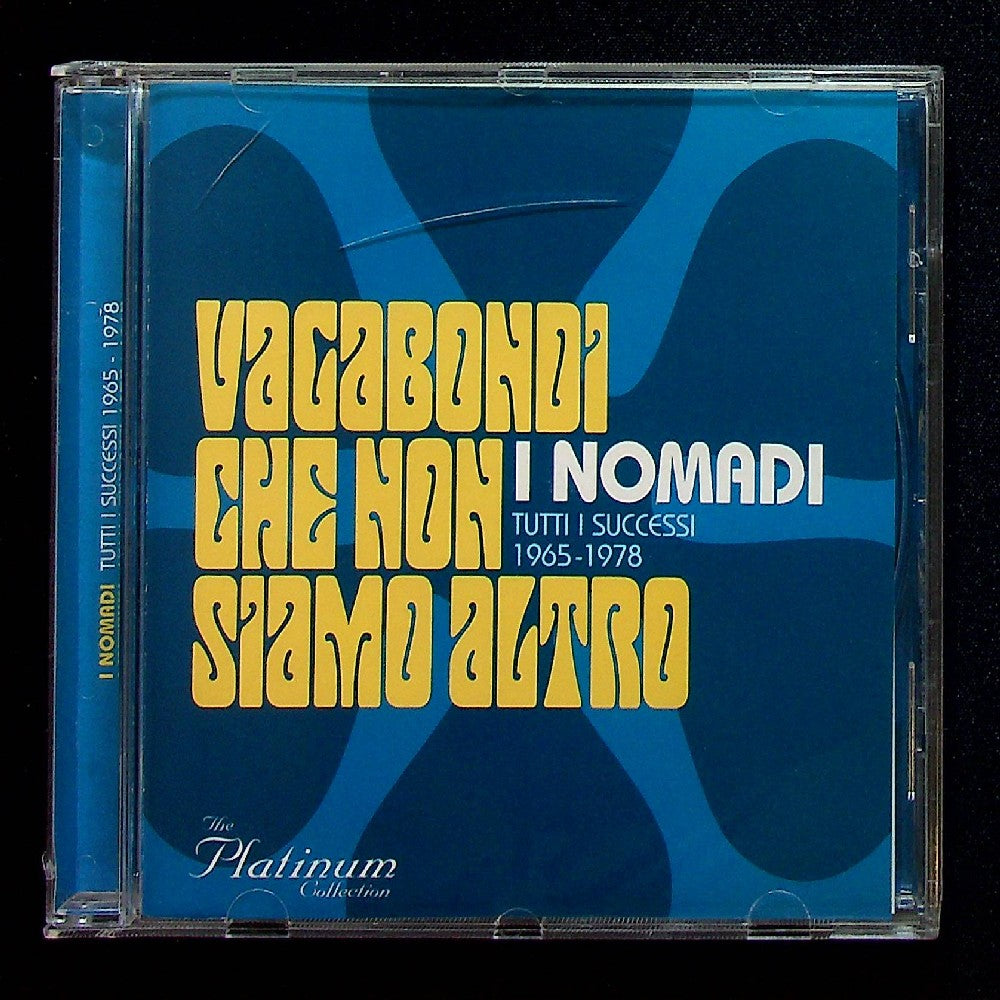 I NOMADI TUTTI I SUCCESSI 1965 - 1978
VAGABONDI
CHE NON
SIAMO ALTRO
I NOMADI
TUTTI I SUCCESSI
1965-1978
The
Platinum
Collection